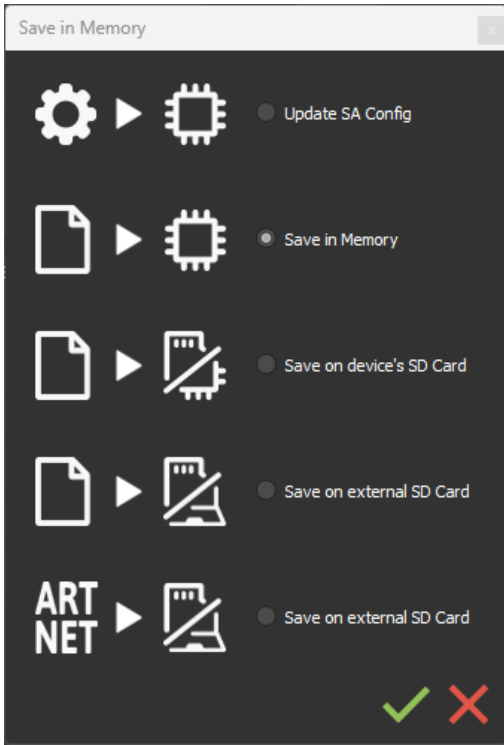 Save in Memory
x
Update SA Config
Save in Memory
Save on device's SD Card
Save on external SD Card
ART
NET
Save on external SD Card